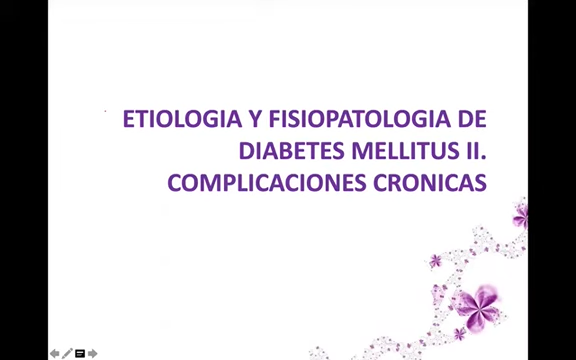 ETIOLOGIA Y FISIOPATOLOGIA DE
DIABETES MELLITUS II.
COMPLICACIONES CRONICAS